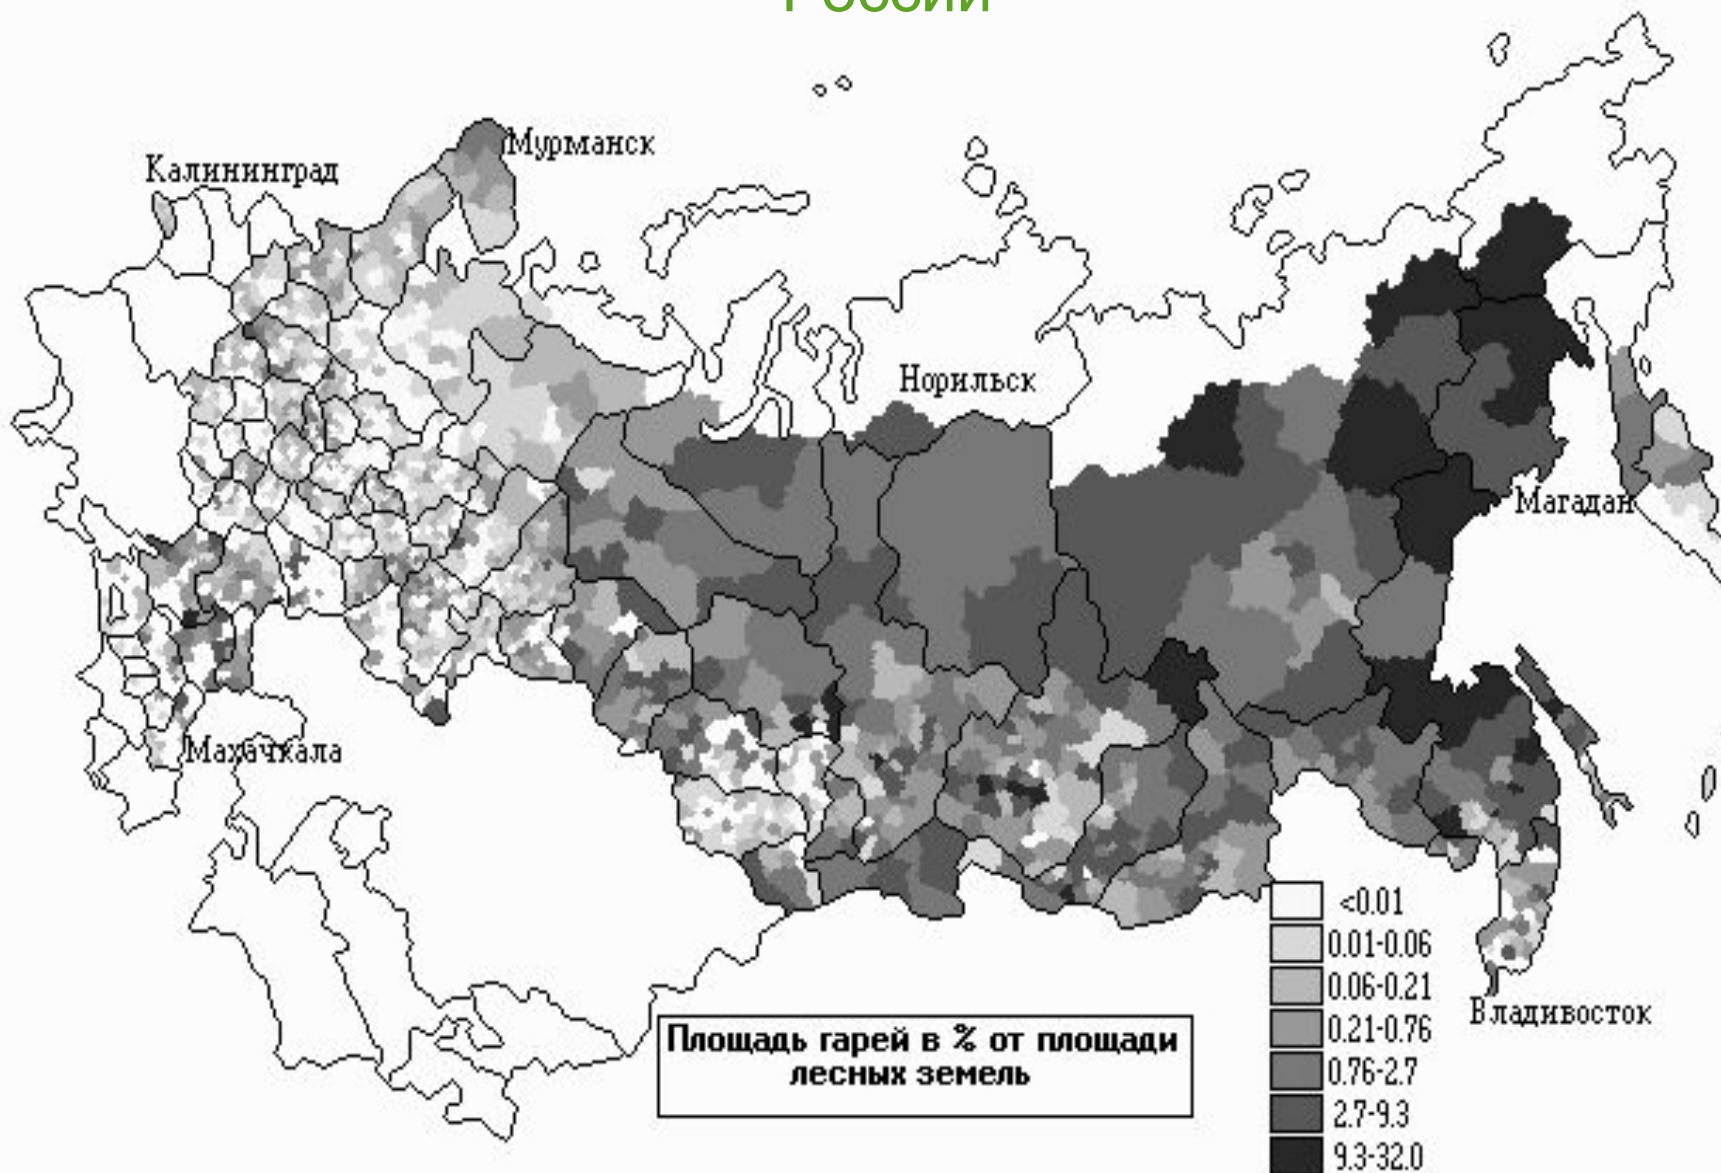 России
Мурманск
Калининград
Норильск
Магадан
Махачкала
<0.01
0.01-0.06
0.06-0.21
0.21-0.76
0.76-2.7
2.7-9.3
9.3-32.0
Владивосток
Площадь гарей в % от площади
лесных земель